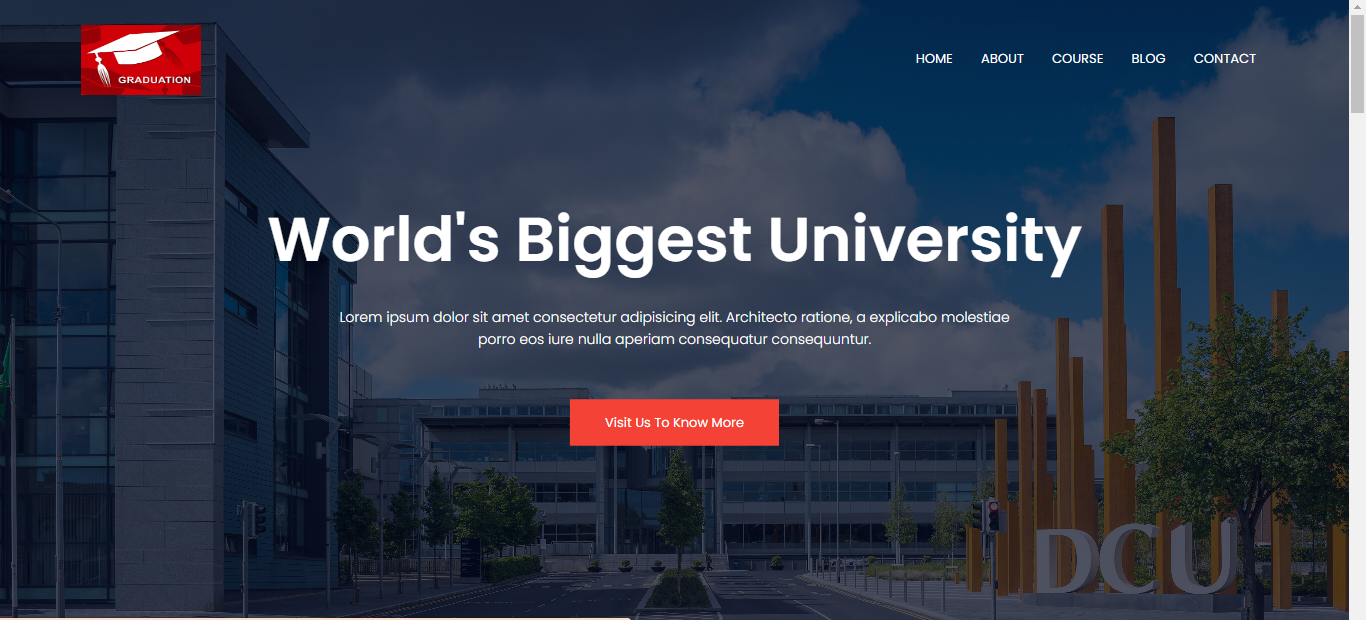 GRADUATION
HOME ABOUT COURSE BLOG CONTACT
World's Biggest University
Lorem ipsum dolor sit amet consectetur adipisicing elit. Architecto ratione, a explicabo molestiae
porro eos iure nulla aperiam consequatur consequuntur.
Visit Us To Know More
DCU